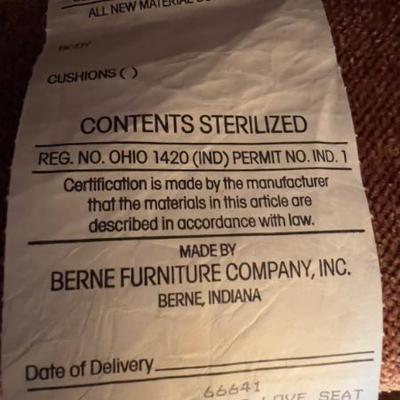 ALL NEW MATERIAL
BODY
CUSHIONS ( )
CONTENTS STERILIZED
REG. NO. OHIO 1420 (IND) PERMIT NO. IND. 1
Certification is made by the manufacturer
that the materials in this article are
described in accordance with law.
MADE BY
BERNE FURNITURE COMPANY, INC.
BERNE, INDIANA
Date of Delivery
66641
LOVE SEAT